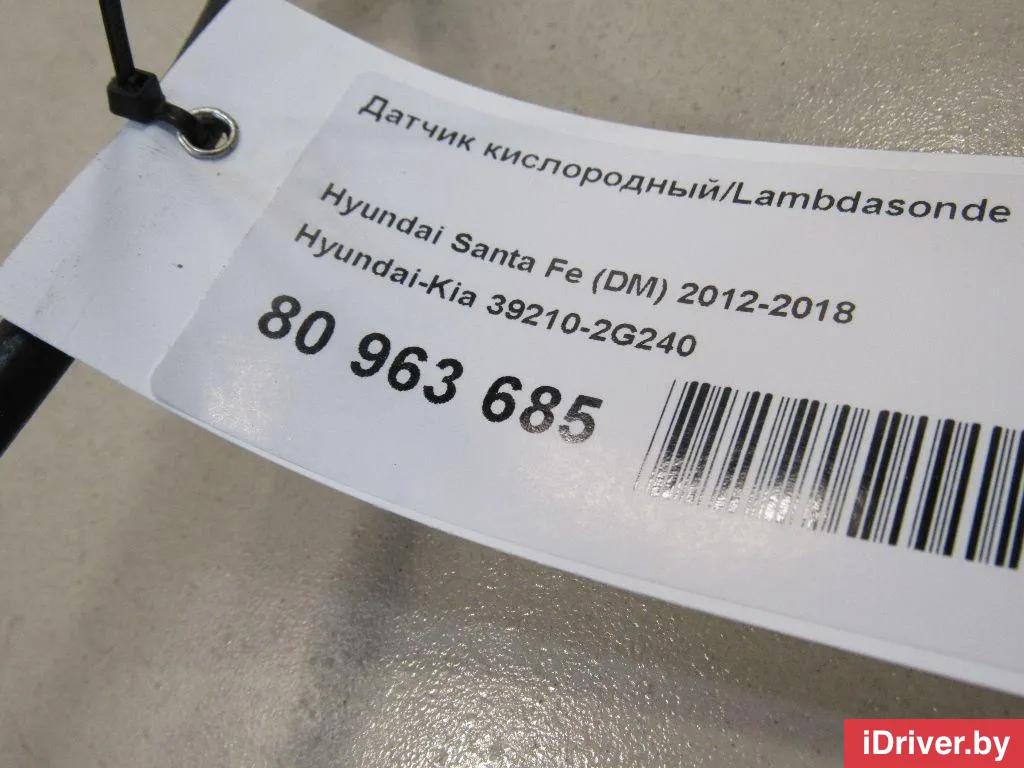 Датчик кислородный/Lambdasonde
Hyundai Santa Fe (DM) 2012-2018
Hyundai-Kia 39210-2G240
80 963 685
iDriver.by